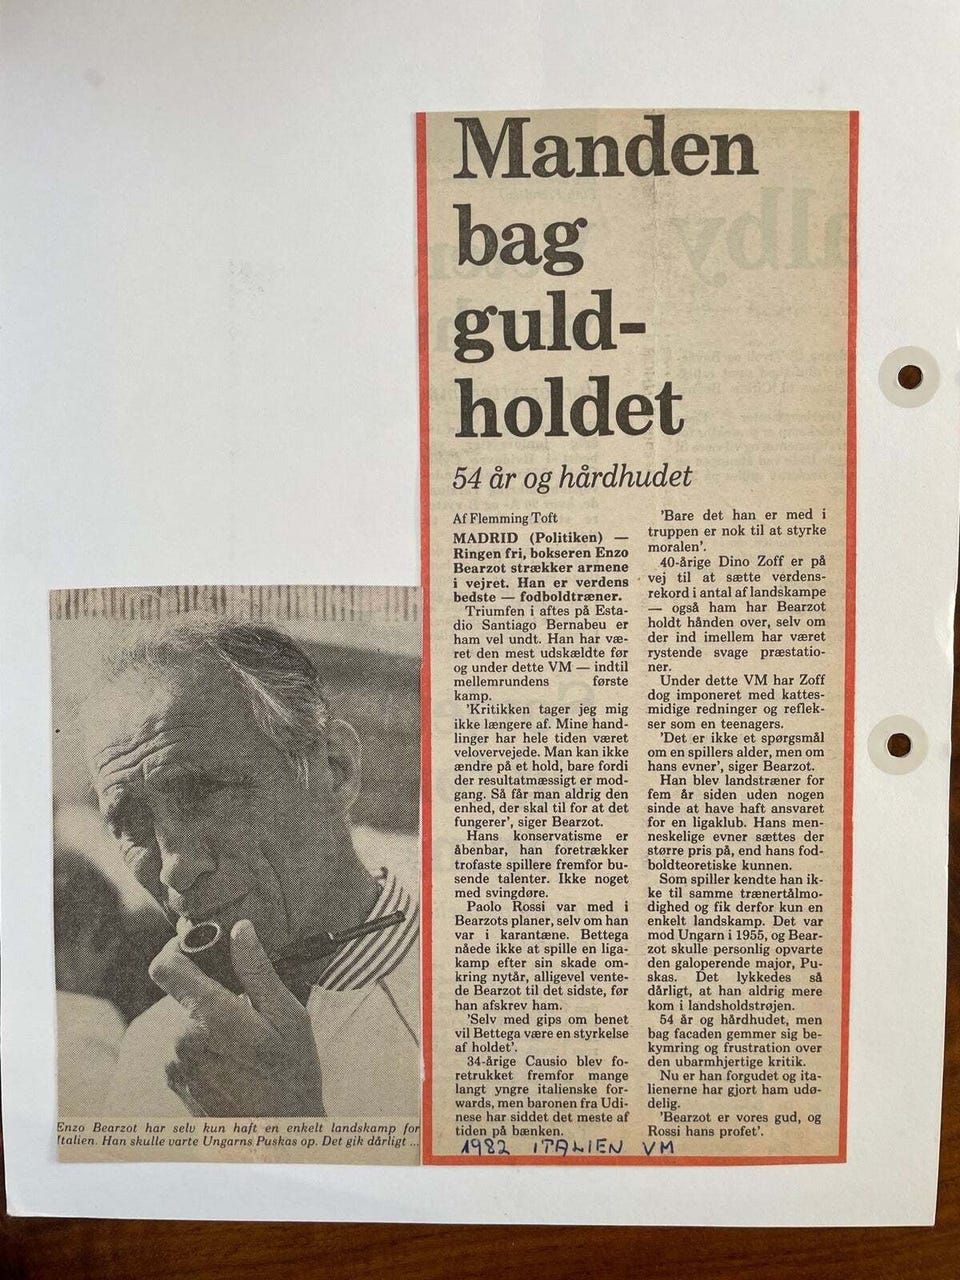 Manden
bag
guld-
holdet
54 år og hårdhudet
Af Flemming Toft
MADRID (Politiken) —
Ringen fri, bokseren Enzo
Bearzot strækker armene
i vejret. Han er verdens
bedste — fodboldtræner.
Triumfen i aftes på Esta-
dio Santiago Bernabeu er
ham vel undt. Han har væ-
ret den mest udskældte før
og under dette VM — indtil
mellemrundens første
kamp.
'Kritikken tager jeg mig
ikke længere af. Mine hand-
linger har hele tiden været
velovervejede. Man kan ikke
ændre på et hold, bare fordi
der resultatmæssigt er mod-
gang. Så får man aldrig den
enhed, der skal til for at det
fungerer', siger Bearzot.
Hans konservatisme er
åbenbar, han foretrækker
trofaste spillere fremfor bu-
sende talenter. Ikke noget
med svingdøre.
Paolo Rossi var med i
Bearzots planer, selv om han
var i karantæne. Bettega
nåede ikke at spille en liga-
kamp efter sin skade om-
kring nytår, alligevel vente-
de Bearzot til det sidste, før
han afskrev ham.
'Selv med gips om benet
vil Bettega være en styrkelse
af holdet'.
34-årige Causio blev fo-
retrukket fremfor mange
langt yngre italienske for-
wards, men baronen fra Udi-
nese har siddet det meste af
tiden på bænken.
'Bare det han er med i
truppen er nok til at styrke
moralen'.
40-årige Dino Zoff er på
vej til at sætte verdens-
rekord i antal af landskampe
— også ham har Bearzot
holdt hånden over, selv om
der ind imellem har været
rystende svage præstatio-
ner.
Under dette VM har Zoff
dog imponeret med kattes-
midige redninger og reflek-
ser som en teenagers.
'Det er ikke et spørgsmål
om en spillers alder, men om
hans evner', siger Bearzot.
Han blev landstræner for
fem år siden uden nogen
sinde at have haft ansvaret
for en ligaklub. Hans men-
neskelige evner sættes der
større pris på, end hans fod-
boldteoretiske kunnen.
Som spiller kendte han ik-
ke til samme trænertålmo-
dighed og fik derfor kun en
enkelt landskamp. Det var
mod Ungarn i 1955, og Bear-
zot skulle personlig opvarte
den galoperende major, Pu-
skas. Det lykkedes så
dårligt, at han aldrig mere
kom i landsholdstrøjen.
54 år og hårdhudet, men
bag facaden gemmer sig be-
kymring og frustration over
den ubarmhjertige kritik.
Nu er han forgudet og ita-
lienerne har gjort ham udø-
delig.
'Bearzot er vores gud, og
Rossi hans profet'.
Enzo Bearzot har selv kun haft en enkelt landskamp for
Italien. Han skulle varte Ungarns Puskas op. Det gik dårligt ...
1982 ITALIEN VM